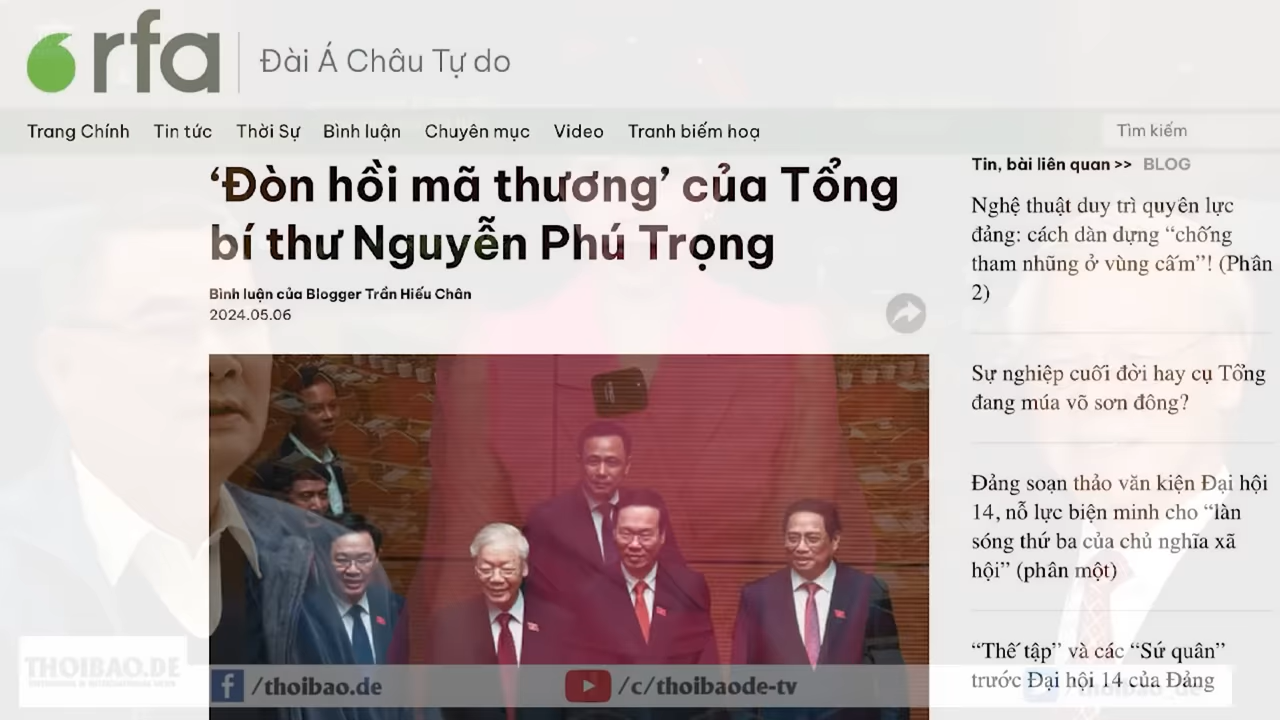 rfa
Đài Á Châu Tự do
Trang Chính Tin tức Thời Sự Bình luận Chuyên mục Video Tranh biếm hoạ
Tìm kiếm
‘Đòn hồi mã thương’ của Tổng
bí thư Nguyễn Phú Trọng
Bình luận của Blogger Trần Hiếu Chân
2024.05.06
Tin, bài liên quan >> BLOG
Nghệ thuật duy trì quyên lực
đảng: cách dàn dựng “chống
tham nhũng ở vùng cấm”! (Phân
2)
Sự nghiệp cuối đời hay cụ Tổng
đang múa võ sơn đông?
Đảng soạn thảo văn kiện Đại hội
14, nỗ lực biện minh cho “làn
sóng thứ ba của chủ nghĩa xã
hội” (phân một)
“Thế tập” và các “Sứ quân”
trước Đại hội 14 của Đảng
THOIBAO.DE
/thoibao.de
/c/thoibaode-tv